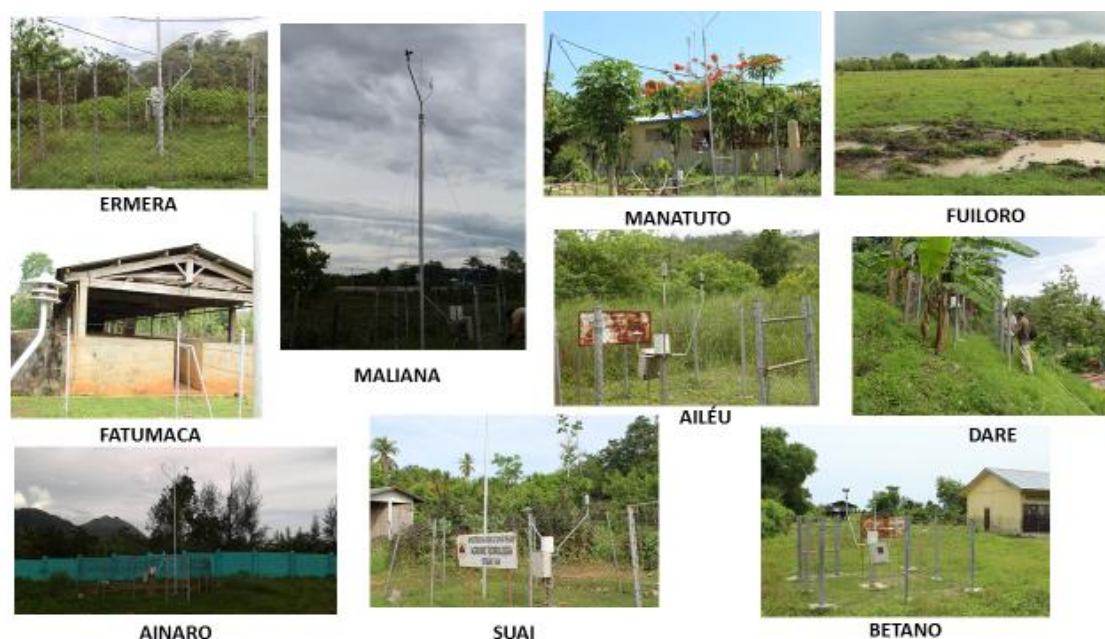 ERMERA
MALIANA
MANATUTO
FUILORO
FATUMACA
AILÉU
DARE
AINARO
SUAI
BETANO